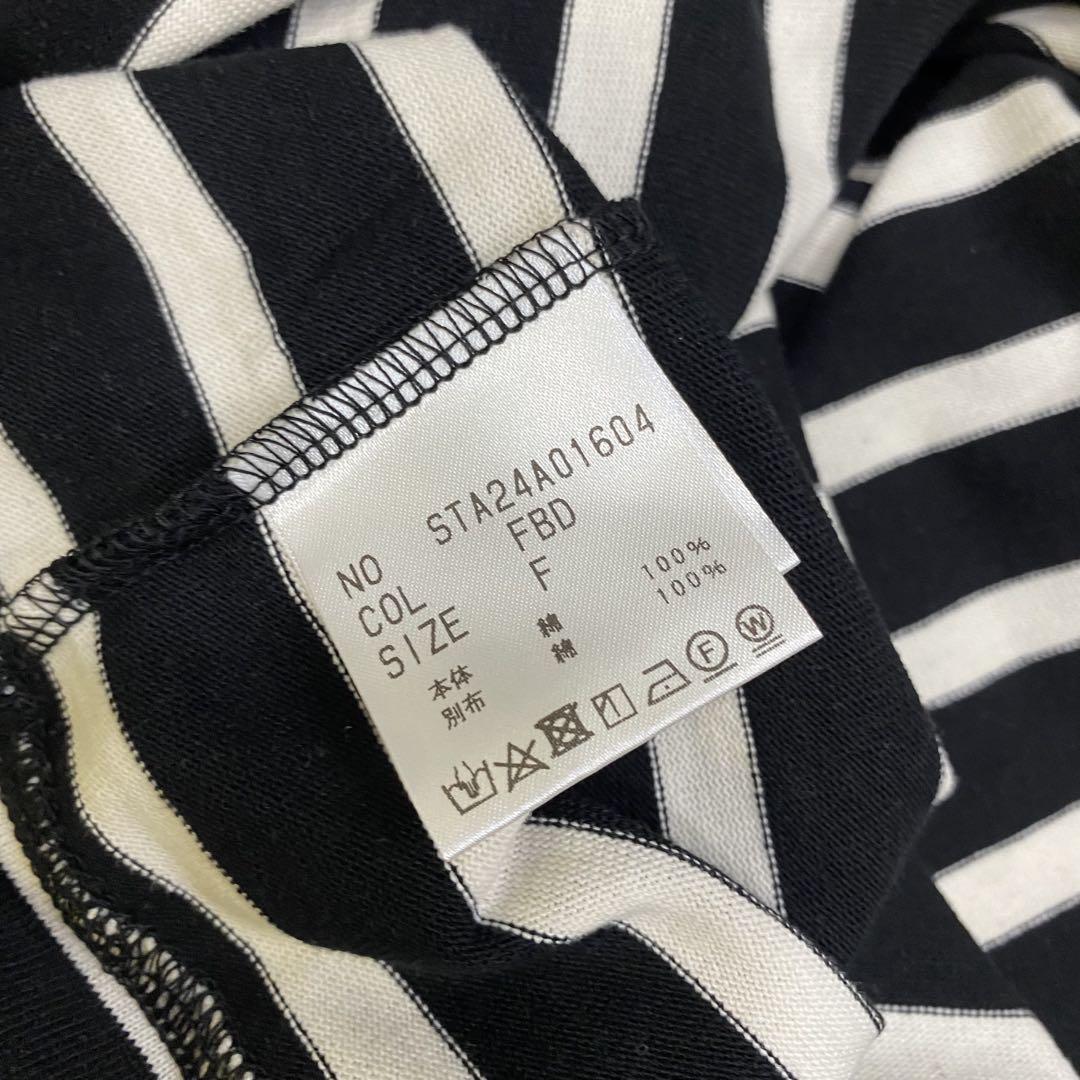 NO STA24A01604
COL FBD
SIZE F
本体 綿 100%
別布 綿 100%
F W